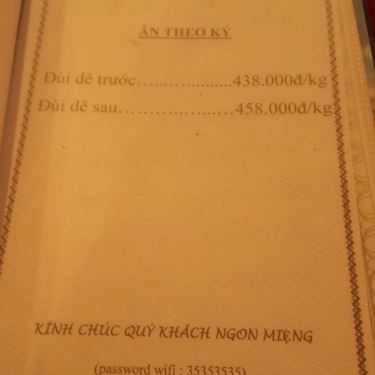 ĂN THEO KÝ
Đùi dê trước..............438.000đ/kg
Đùi dê sau..................458.000đ/kg
KÍNH CHÚC QUÝ KHÁCH NGON MIỆNG
(password wifi : 35353535)